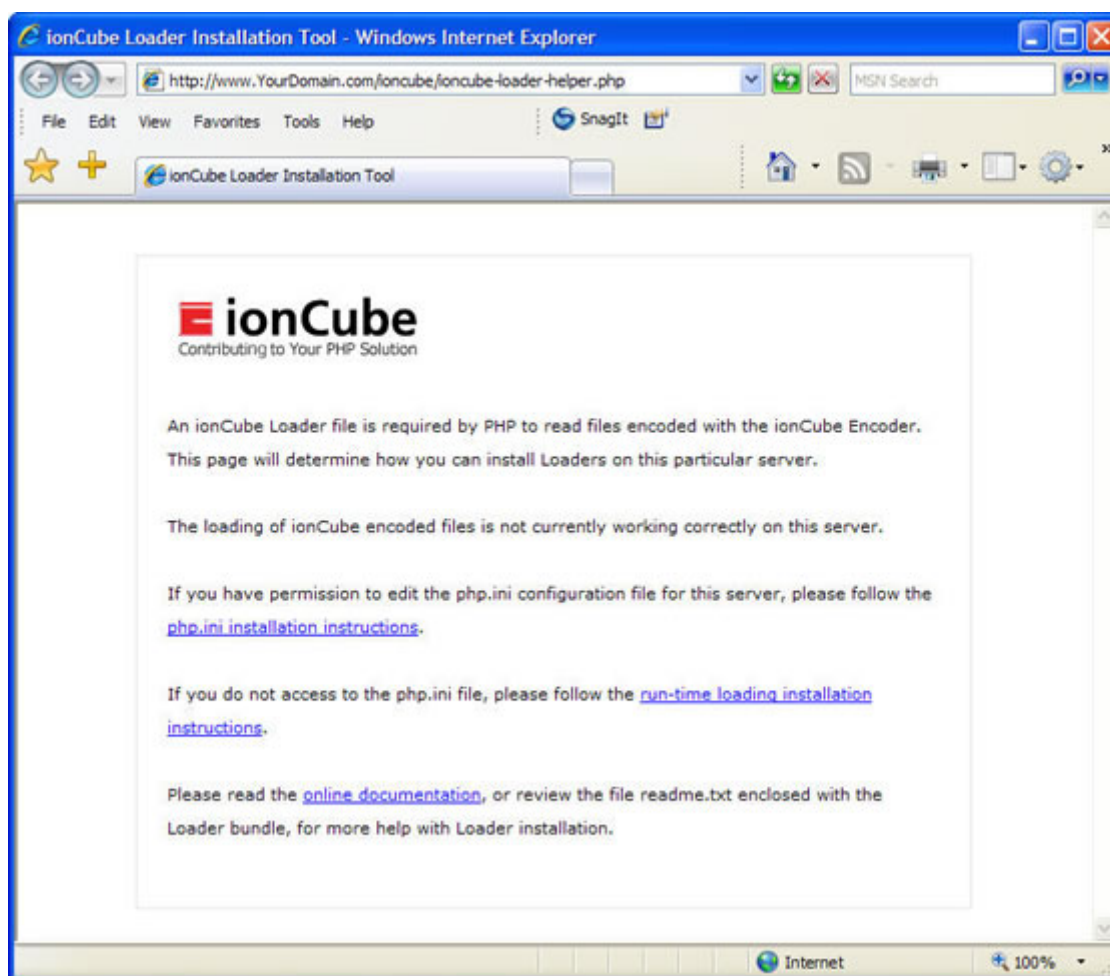 ionCube Loader Installation Tool - Windows Internet Explorer
http://www.YourDomain.com/ioncube/ioncube-loader-helper.php
MSN Search
File Edit View Favorites Tools Help
SnagIt
ionCube Loader Installation Tool
ionCube
Contributing to Your PHP Solution
An ionCube Loader file is required by PHP to read files encoded with the ionCube Encoder.
This page will determine how you can install Loaders on this particular server.
The loading of ionCube encoded files is not currently working correctly on this server.
If you have permission to edit the php.ini configuration file for this server, please follow the
php.ini installation instructions.
If you do not access to the php.ini file, please follow the run-time loading installation
instructions.
Please read the online documentation, or review the file readme.txt enclosed with the
Loader bundle, for more help with Loader installation.
Internet
100%